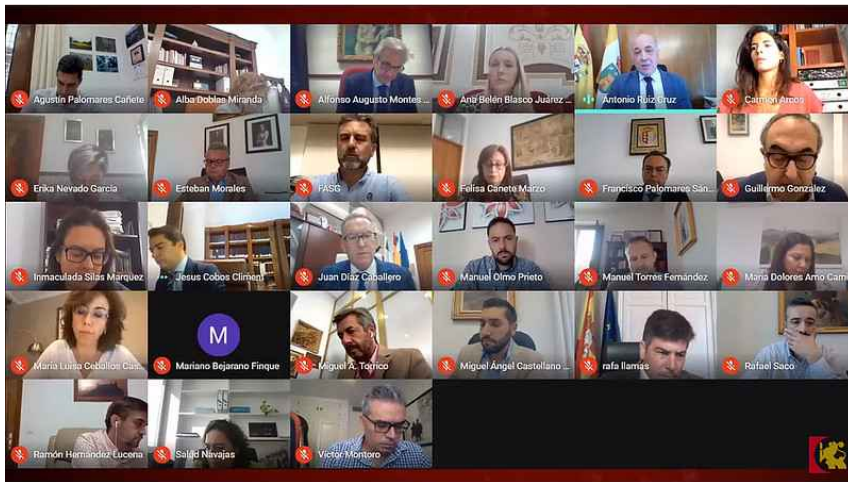 Agustín Palomares Cañete
Alba Doblas Miranda
Alfonso Augusto Montes ...
Ana Belén Blasco Juárez ...
Antonio Ruiz Cruz
Carmen Arcos
Erika Nevado García
Esteban Morales
FASG
Felisa Cañete Marzo
Francisco Palomares Sán...
Guillermo González
Inmaculada Silas Márquez
Jesus Cobos Climent
Juan Díaz Caballero
Manuel Olmo Prieto
Manuel Torres Fernández
María Dolores Amo Cami
María Luisa Ceballos Cas...
M
Mariano Bejarano Finque
Miguel A. Torrico
Miguel Ángel Castellano ...
rafa llamas
Rafael Saco
Ramón Hernández Lucena
Salud Navajas
Víctor Montoro